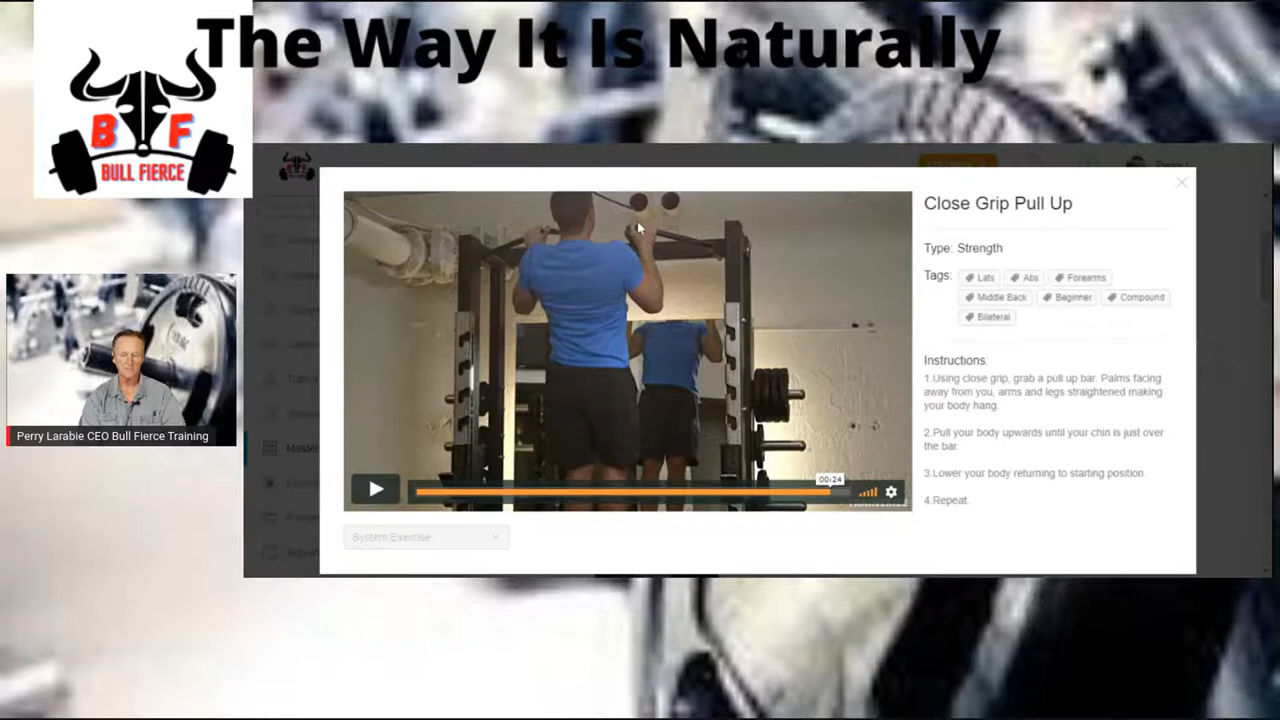 The Way It Is Naturally
B F
BULL FIERCE
Close Grip Pull Up
Type: Strength
Tags: Lats Abs Forearms
Middle Back Beginner Compound
Bilateral
Instructions:
1.Using close grip, grab a pull up bar. Palms facing
away from you, arms and legs straightened making
your body hang.
2.Pull your body upwards until your chin is just over
the bar.
3.Lower your body returning to starting position.
4.Repeat.
00:24
System Exercise
Perry Larabie CEO Bull Fierce Training
Master